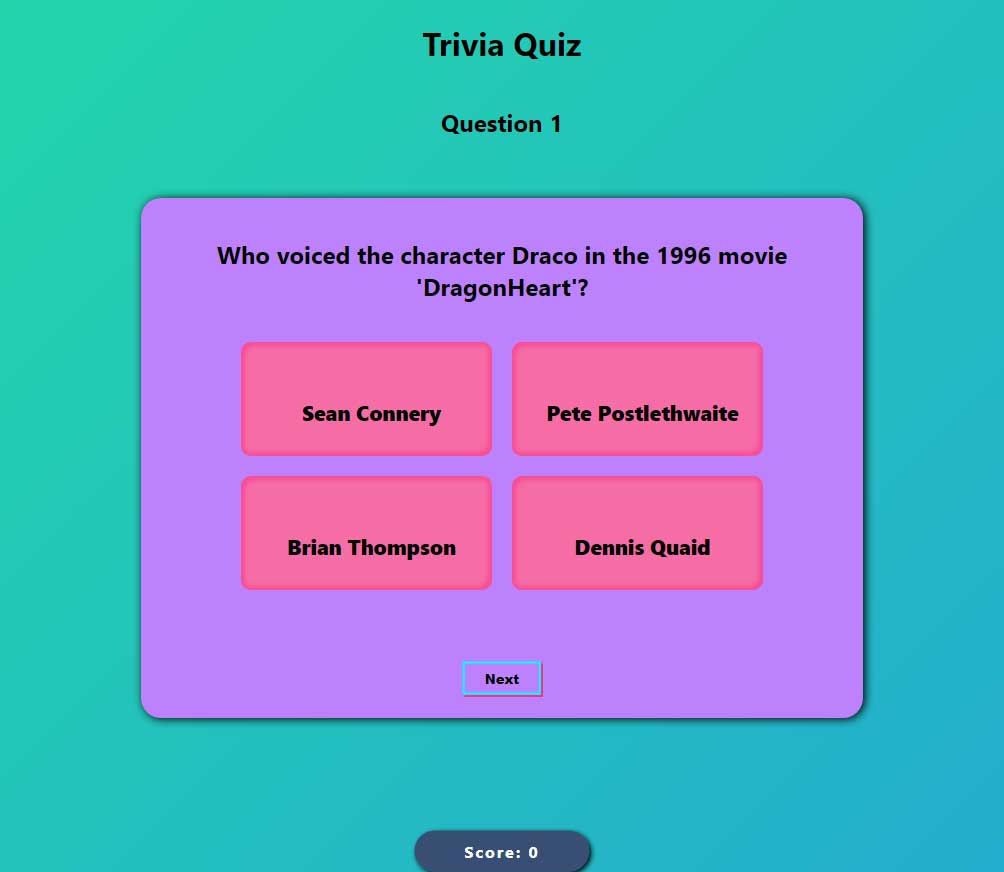 Trivia Quiz
Question 1
Who voiced the character Draco in the 1996 movie
'DragonHeart'?
Sean Connery
Pete Postlethwaite
Brian Thompson
Dennis Quaid
Next
Score: 0